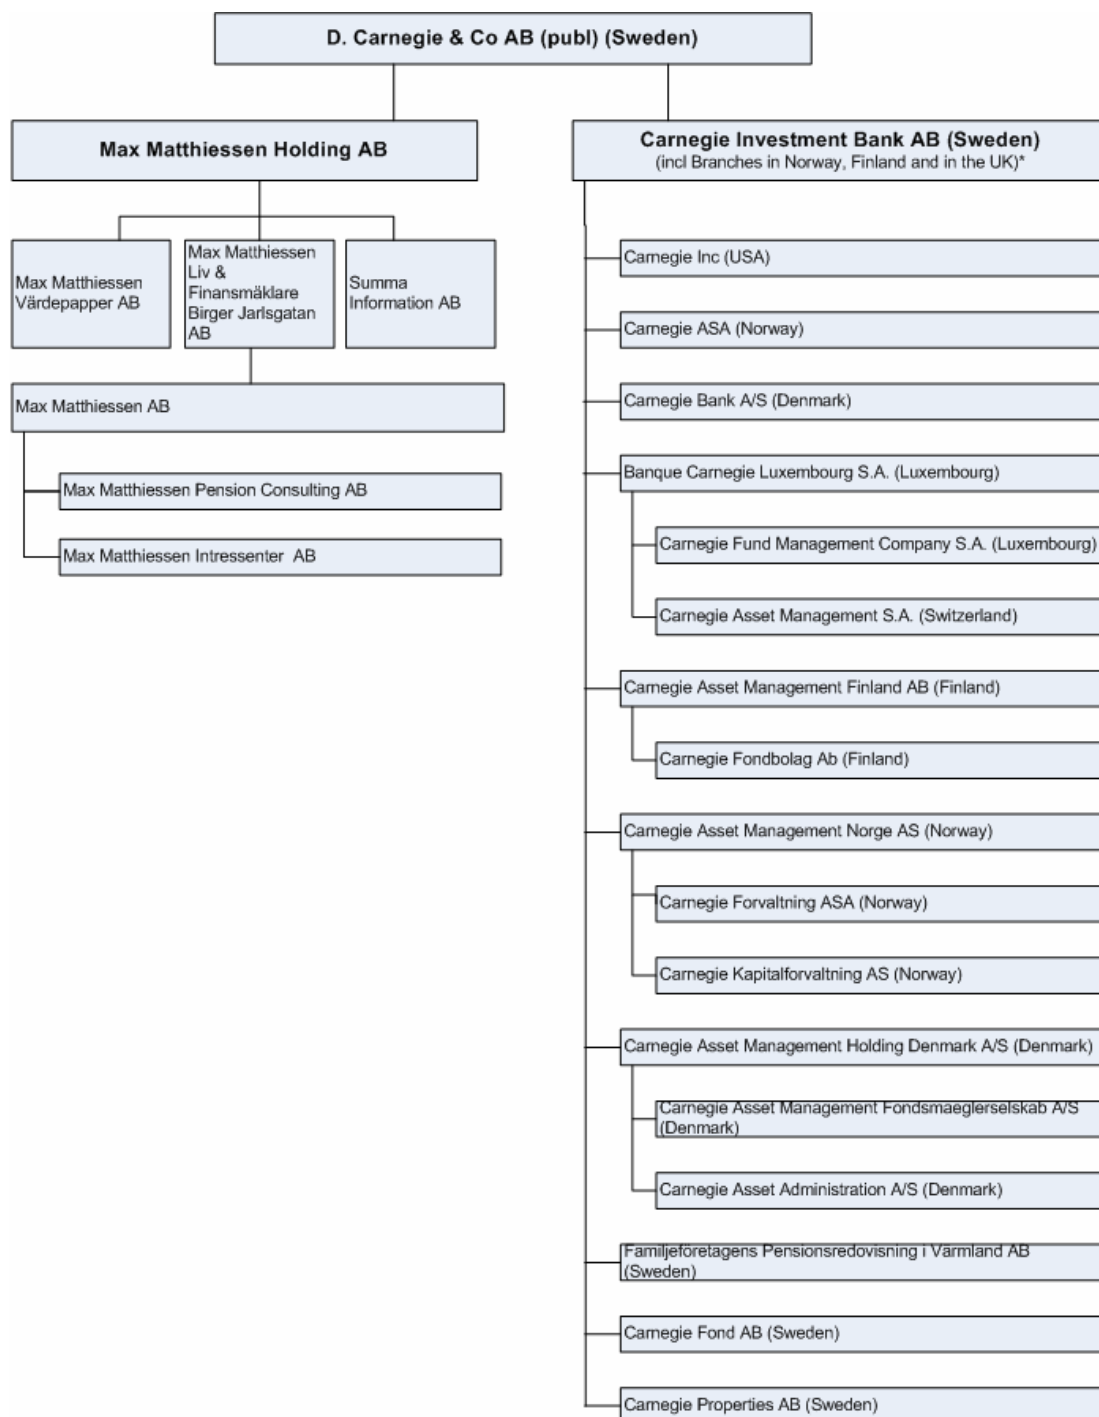 D. Carnegie & Co AB (publ) (Sweden)
Max Matthiessen Holding AB
Carnegie Investment Bank AB (Sweden)
(incl Branches in Norway, Finland and in the UK)*
Max Matthiessen
Värdepapper AB
Max Matthiessen
Liv &
Finansmäklare
Birger Jarlsgatan
AB
Summa
Information AB
Max Matthiessen AB
Max Matthiessen Pension Consulting AB
Max Matthiessen Intressenter AB
Carnegie Inc (USA)
Carnegie ASA (Norway)
Carnegie Bank A/S (Denmark)
Banque Carnegie Luxembourg S.A. (Luxembourg)
Carnegie Fund Management Company S.A. (Luxembourg)
Carnegie Asset Management S.A. (Switzerland)
Carnegie Asset Management Finland AB (Finland)
Carnegie Fondbolag Ab (Finland)
Carnegie Asset Management Norge AS (Norway)
Carnegie Forvaltning ASA (Norway)
Carnegie Kapitalforvaltning AS (Norway)
Carnegie Asset Management Holding Denmark A/S (Denmark)
Carnegie Asset Management Fondsmaeglerselskab A/S
(Denmark)
Carnegie Asset Administration A/S (Denmark)
Familjeföretagens Pensionsredovisning i Värmland AB
(Sweden)
Carnegie Fond AB (Sweden)
Carnegie Properties AB (Sweden)